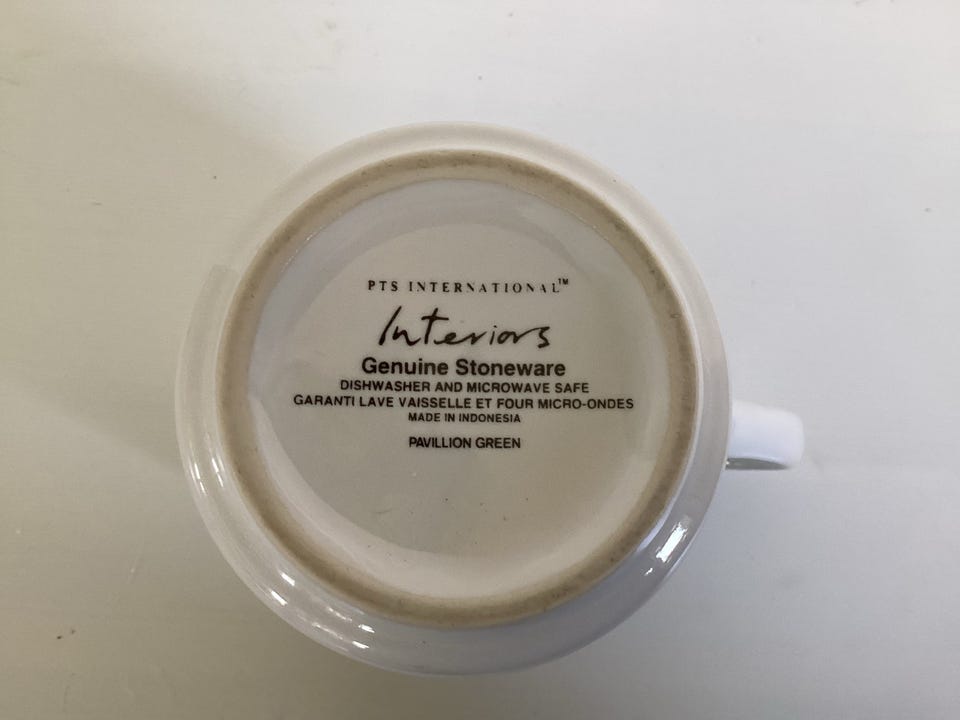 PTS INTERNATIONAL™
Interiors
Genuine Stoneware
DISHWASHER AND MICROWAVE SAFE
GARANTI LAVE VAISSELLE ET FOUR MICRO-ONDES
MADE IN INDONESIA
PAVILLION GREEN